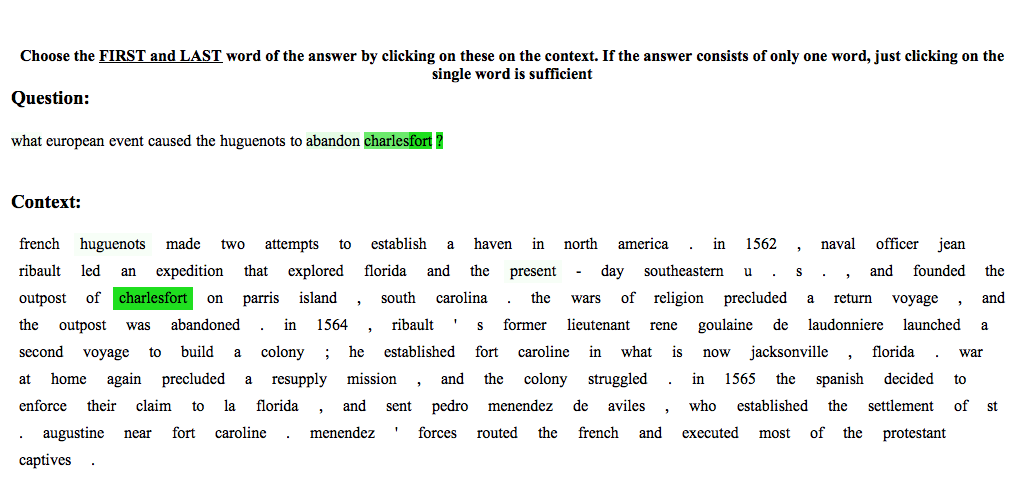 Choose the FIRST and LAST word of the answer by clicking on these on the context. If the answer consists of only one word, just clicking on the
single word is sufficient
Question:
what european event caused the huguenots to abandon charlesfort ?
Context:
french huguenots made two attempts to establish a haven in north america . in 1562 , naval officer jean
ribault led an expedition that explored florida and the present - day southeastern u . s . , and founded the
outpost of charlesfort on parris island , south carolina . the wars of religion precluded a return voyage , and
the outpost was abandoned . in 1564 , ribault ' s former lieutenant rene goulaine de laudonniere launched a
second voyage to build a colony ; he established fort caroline in what is now jacksonville , florida . war
at home again precluded a resupply mission , and the colony struggled . in 1565 the spanish decided to
enforce their claim to la florida , and sent pedro menendez de aviles , who established the settlement of st
. augustine near fort caroline . menendez ' forces routed the french and executed most of the protestant
captives .